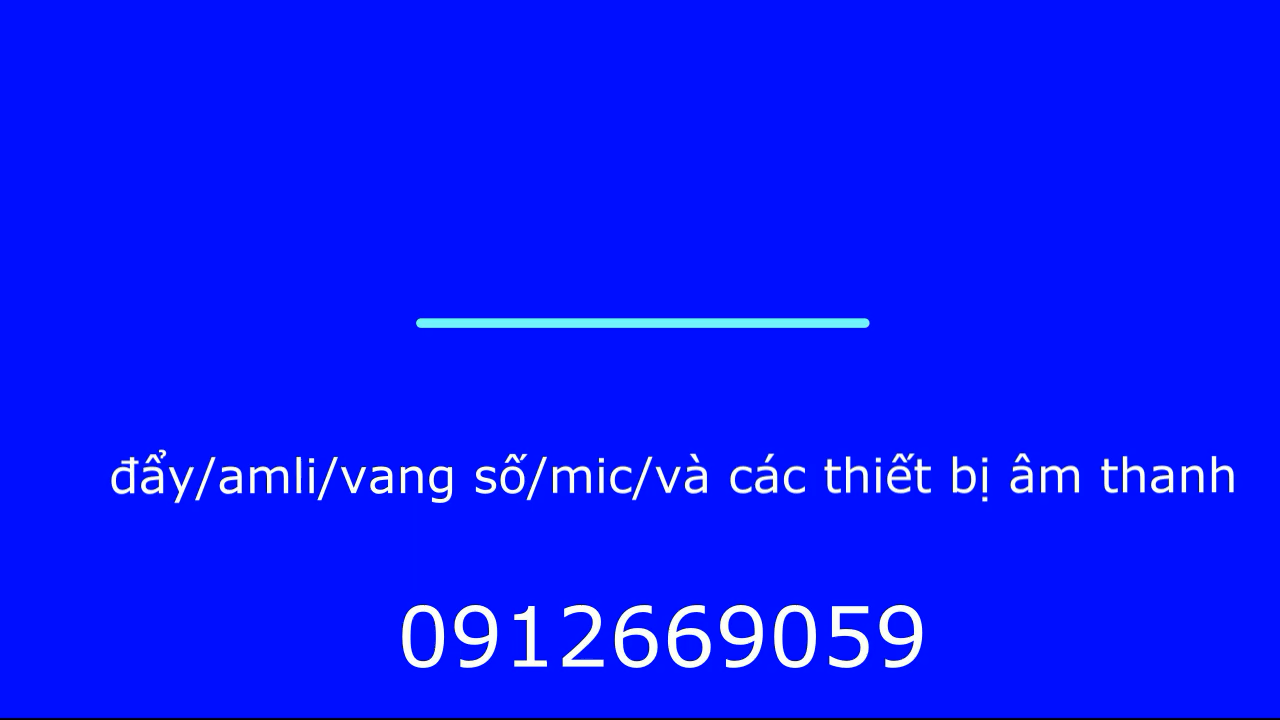 đẩy/amli/vang số/mic/và các thiết bị âm thanh
0912669059